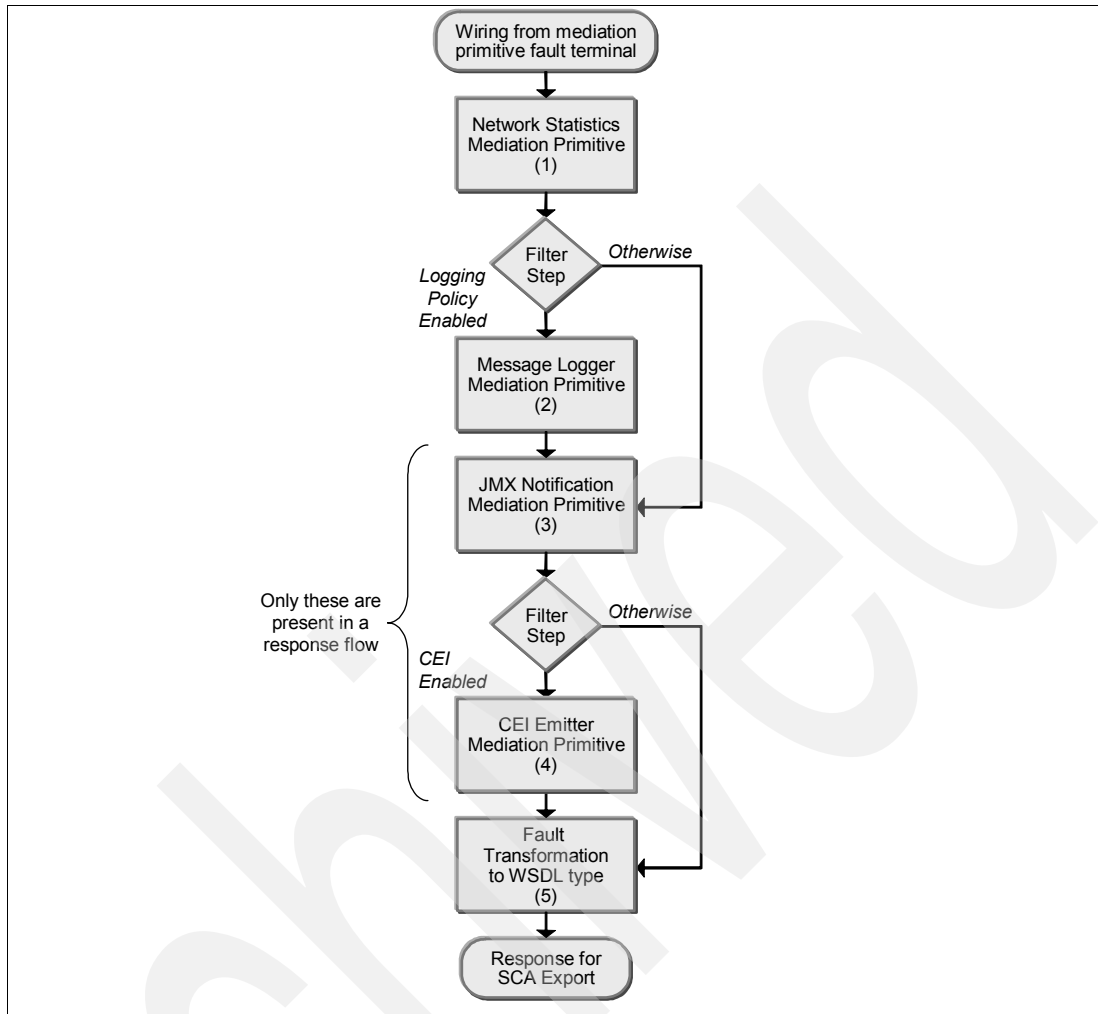 Wiring from mediation
primitive fault terminal
Network Statistics
Mediation Primitive
(1)
Filter
Step
Otherwise
Logging
Policy
Enabled
Message Logger
Mediation Primitive
(2)
JMX Notification
Mediation Primitive
(3)
Only these are
present in a
response flow
Filter
Step
Otherwise
CEI
Enabled
CEI Emitter
Mediation Primitive
(4)
Fault
Transformation
to WSDL type
(5)
Response for
SCA Export
hived